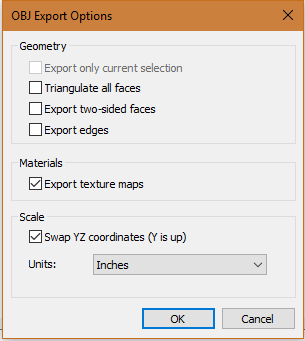 OBJ Export Options
Geometry
Export only current selection
Triangulate all faces
Export two-sided faces
Export edges
Materials
Export texture maps
Scale
Swap YZ coordinates (Y is up)
Units: Inches
OK Cancel